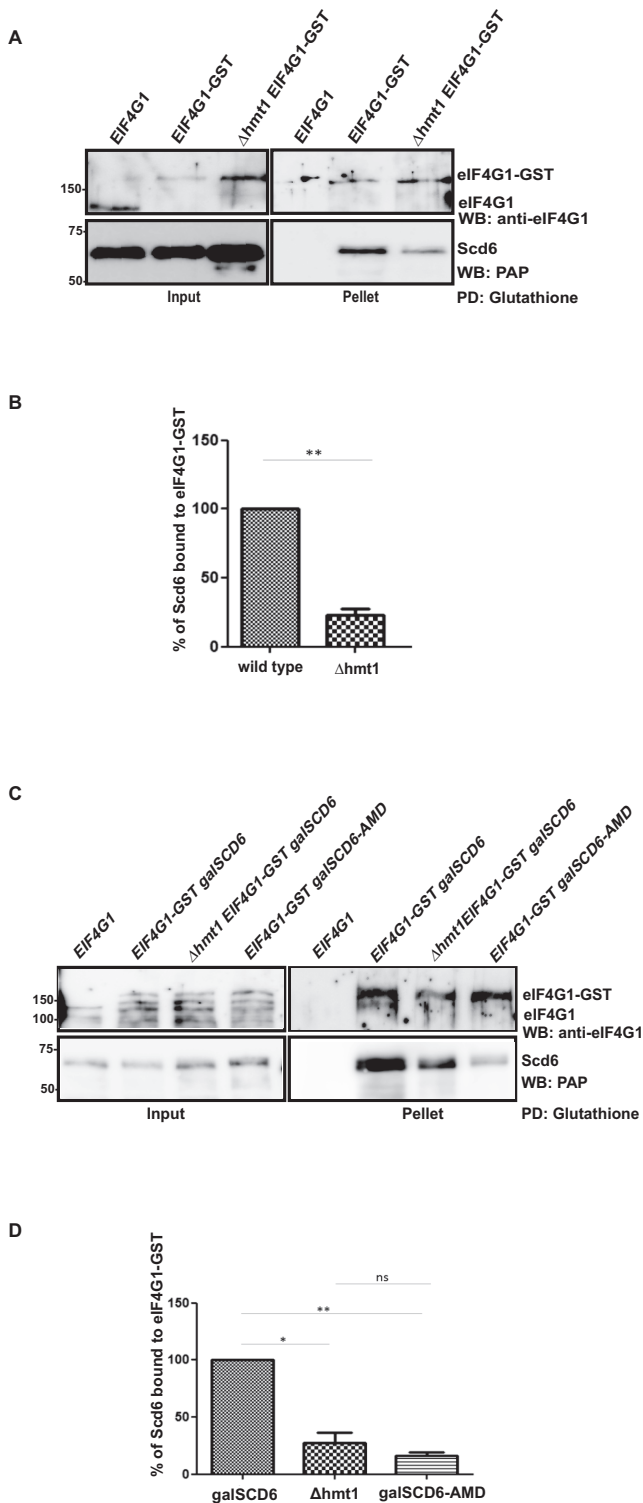 A
EIF4G1
EIF4G1-GST
Δhmt1 EIF4G1-GST
EIF4G1
EIF4G1-GST
Δhmt1 EIF4G1-GST
150
eIF4G1-GST
eIF4G1
WB: anti-eIF4G1
75
50
Scd6
WB: PAP
Input
Pellet
PD: Glutathione
B
% of Scd6 bound to eIF4G1-GST
150
100
50
0
**
wild type
Δhmt1
C
EIF4G1
EIF4G1-GST galSCD6
Δhmt1 EIF4G1-GST galSCD6
EIF4G1-GST galSCD6-AMD
EIF4G1
EIF4G1-GST galSCD6
Δhmt1EIF4G1-GST galSCD6
EIF4G1-GST galSCD6-AMD
150
100
eIF4G1-GST
eIF4G1
WB: anti-eIF4G1
75
50
Scd6
WB: PAP
Input
Pellet
PD: Glutathione
D
% of Scd6 bound to eIF4G1-GST
150
100
50
0
ns
**
*
galSCD6
Δhmt1
galSCD6-AMD